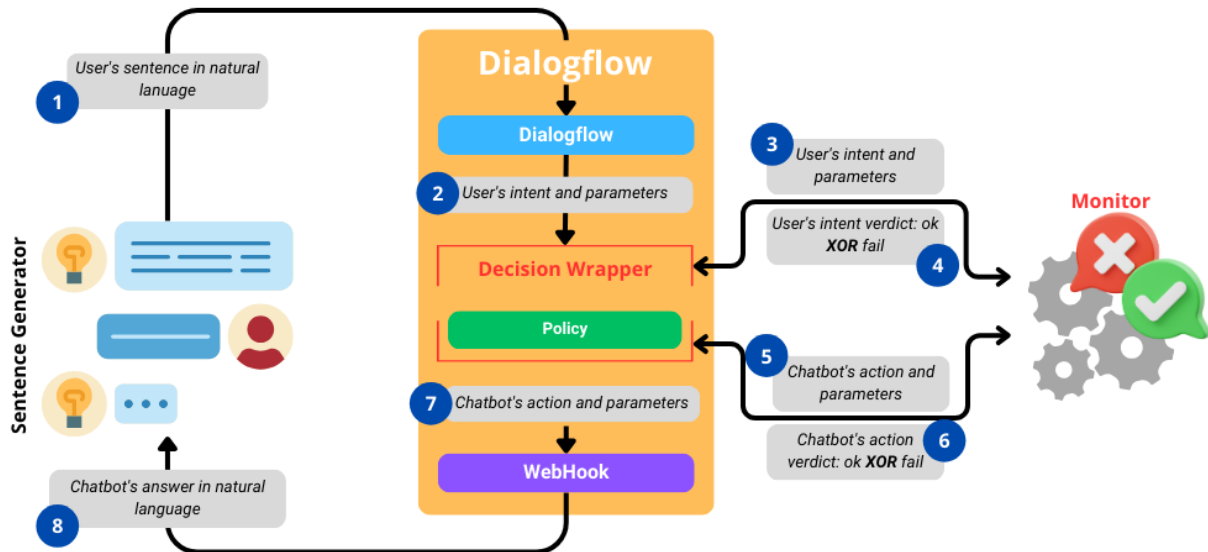 User's sentence in natural
lanuage
1
Dialogflow
Dialogflow
2
User's intent and parameters
3
User's intent and
parameters
User's intent verdict: ok
XOR fail
4
Monitor
Decision Wrapper
Policy
5
Chatbot's action and
parameters
Chatbot's action
verdict: ok XOR fail
6
7
Chatbot's action and parameters
WebHook
Sentence Generator
Chatbot's answer in natural
language
8